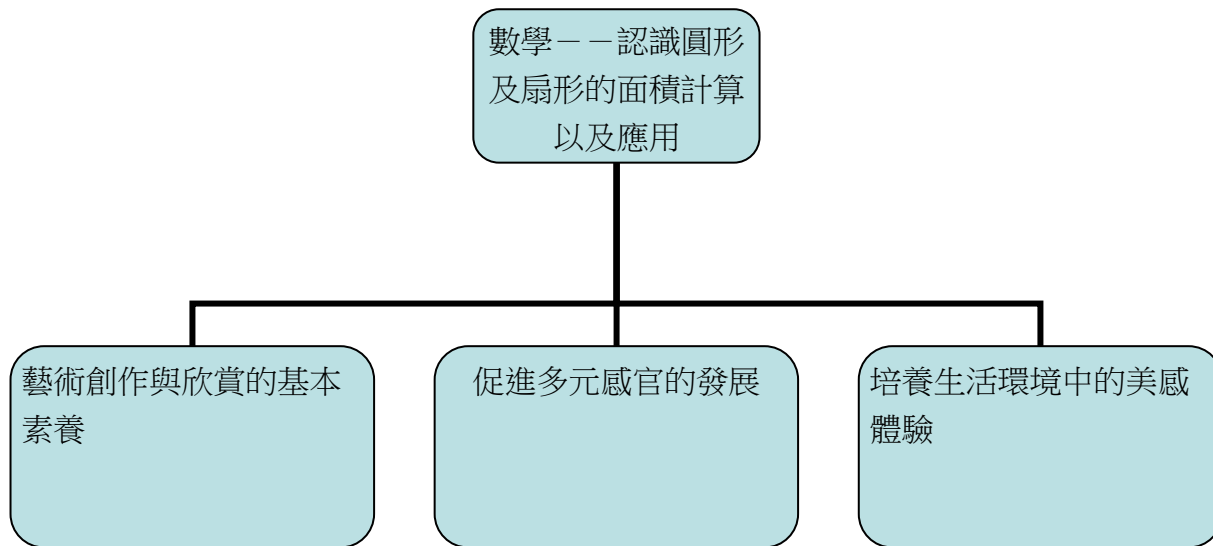 數學－－認識圓形
及扇形的面積計算
以及應用
藝術創作與欣賞的基本
素養
促進多元感官的發展
培養生活環境中的美感
體驗